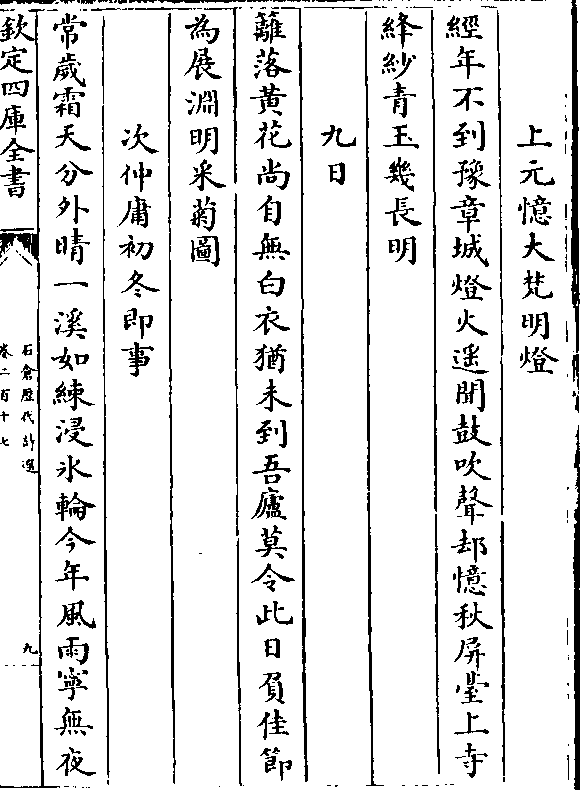 上元憶大梵明燈
經年不到豫章城燈火遥聞鼓吹聲却憶秋屏臺上寺
絳紗青玉幾長明
九日
籬落黄花尚自無白衣猶未到吾廬莫令此日負佳節
為展淵明采菊圖
次仲庸初冬即事
常歲霜天分外晴一溪如練浸氷輪今年風雨寧無夜
欽定四庫全書
石倉歷代詩選
卷二百十七
九